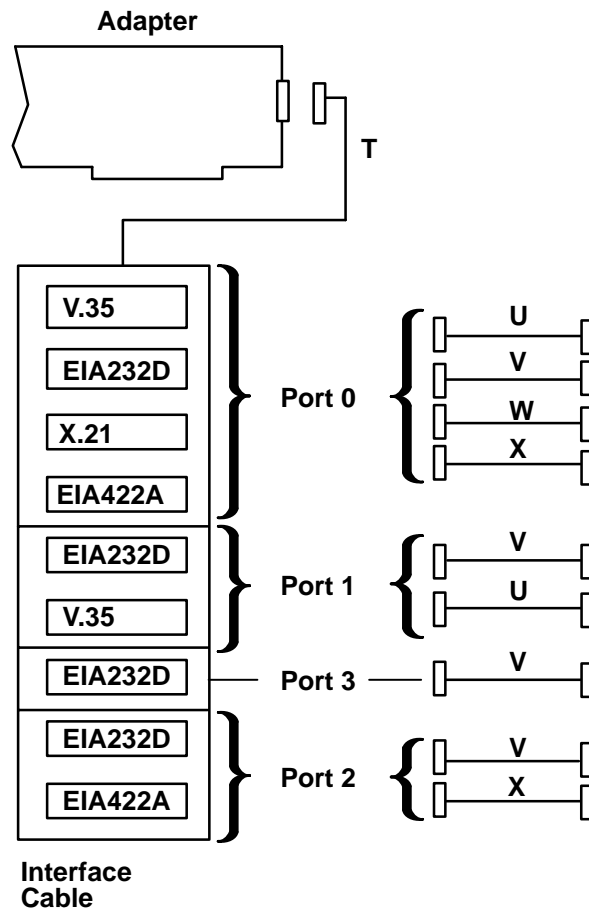 Adapter
T
V.35
EIA232D
X.21
EIA422A
Port 0
U
V
W
X
EIA232D
V.35
Port 1
V
U
EIA232D
Port 3
V
EIA232D
EIA422A
Port 2
V
X
Interface
Cable